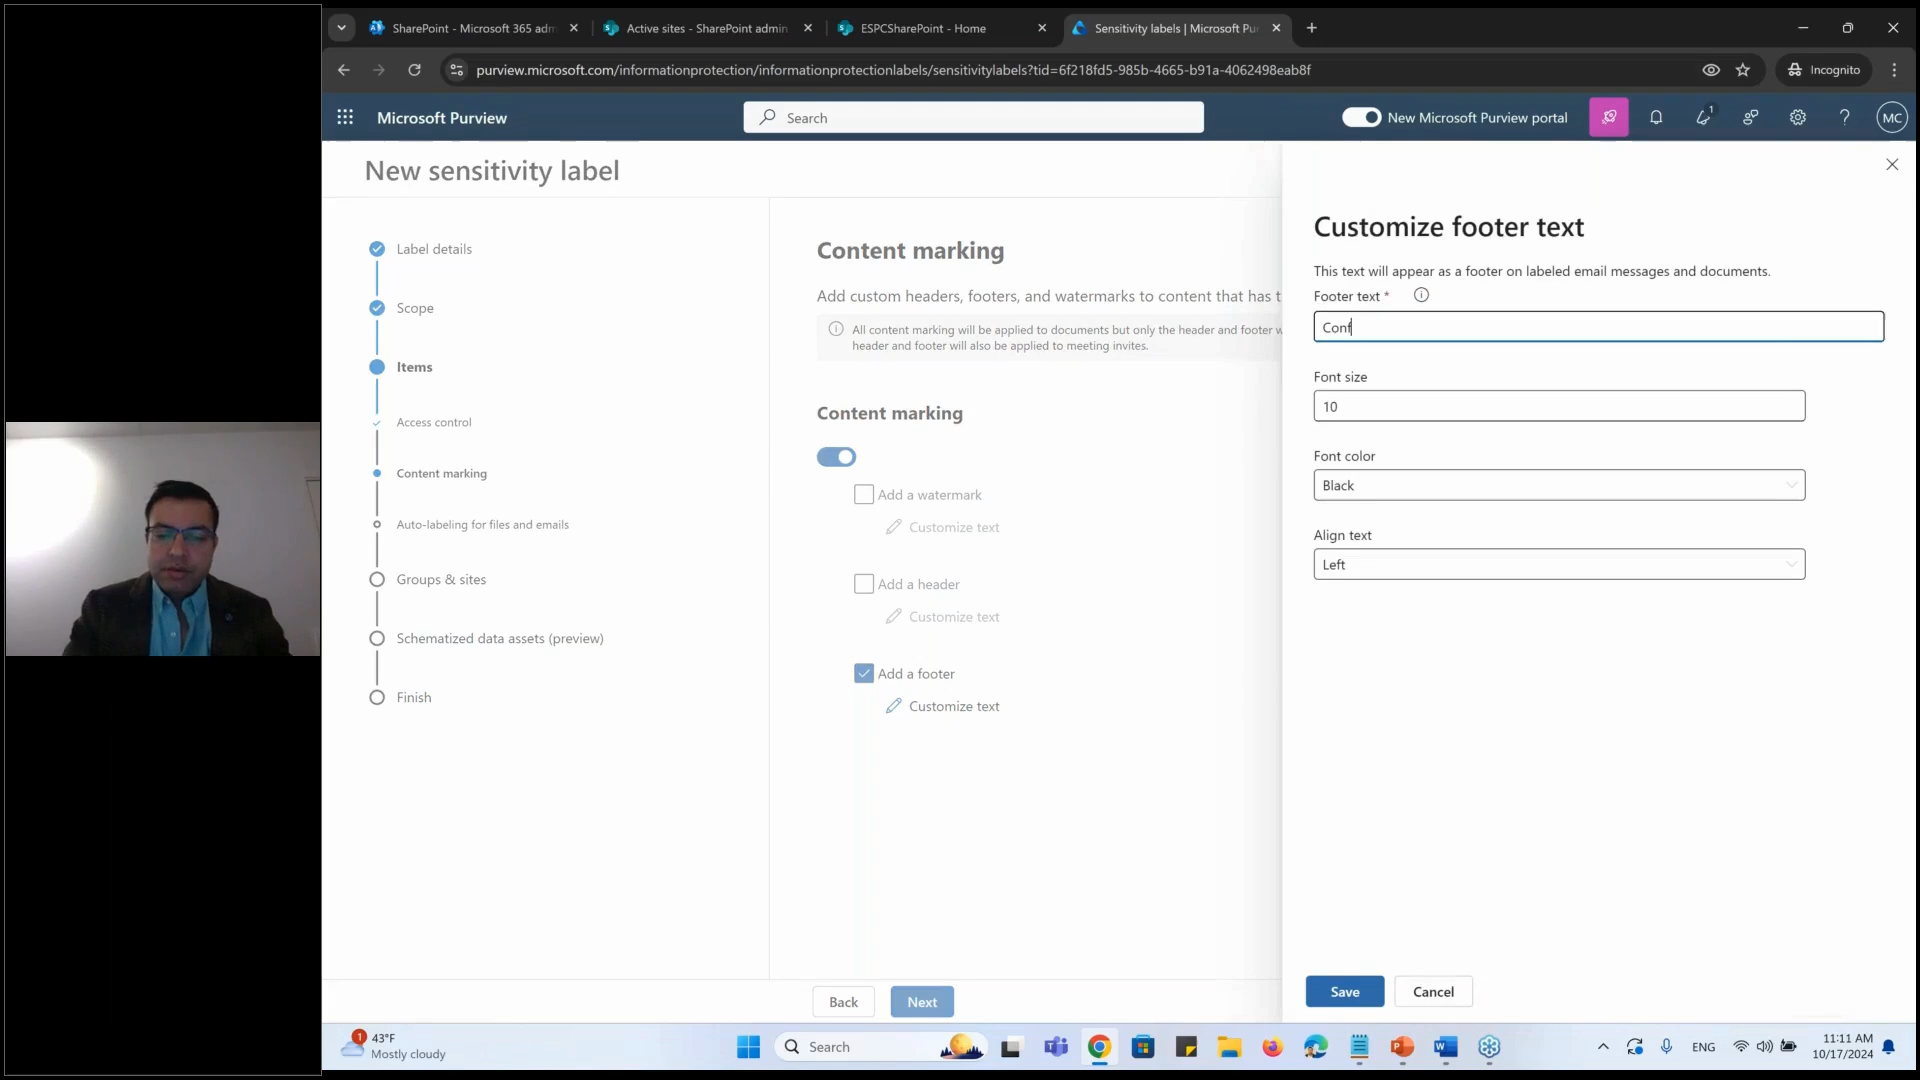 SharePoint - Microsoft 365 adm
Active sites - SharePoint admin
ESPCSharePoint - Home
Sensitivity labels | Microsoft Pu
purview.microsoft.com/informationprotection/informationprotectionlabels/sensitivitylabels?tid=6f218fd5-985b-4665-b91a-4062498eab8f
Incognito
Microsoft Purview
Search
New Microsoft Purview portal
1
MC
New sensitivity label
Label details
Scope
Items
Access control
Content marking
Auto-labeling for files and emails
Groups & sites
Schematized data assets (preview)
Finish
Content marking
Add custom headers, footers, and watermarks to content that has t
All content marking will be applied to documents but only the header and footer w
header and footer will also be applied to meeting invites.
Content marking
Add a watermark
Customize text
Add a header
Customize text
Add a footer
Customize text
Back
Next
Customize footer text
This text will appear as a footer on labeled email messages and documents.
Footer text *
Conf
Font size
10
Font color
Black
Align text
Left
Save
Cancel
1
43°F
Mostly cloudy
Search
ENG
11:11 AM
10/17/2024